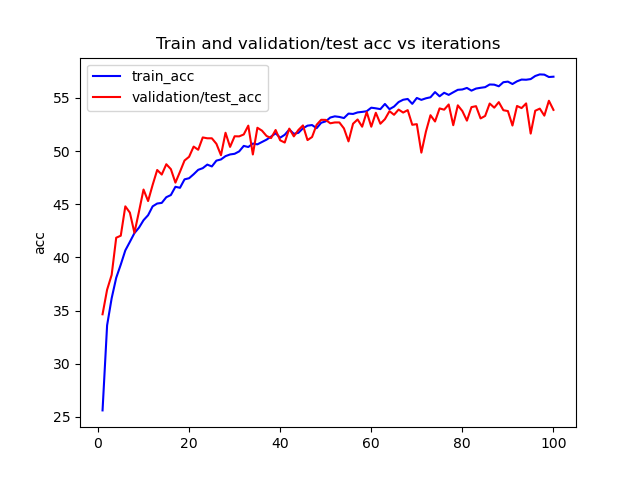 Train and validation/test acc vs iterations
train_acc
validation/test_acc
acc
55
50
45
40
35
30
25
0 20 40 60 80 100